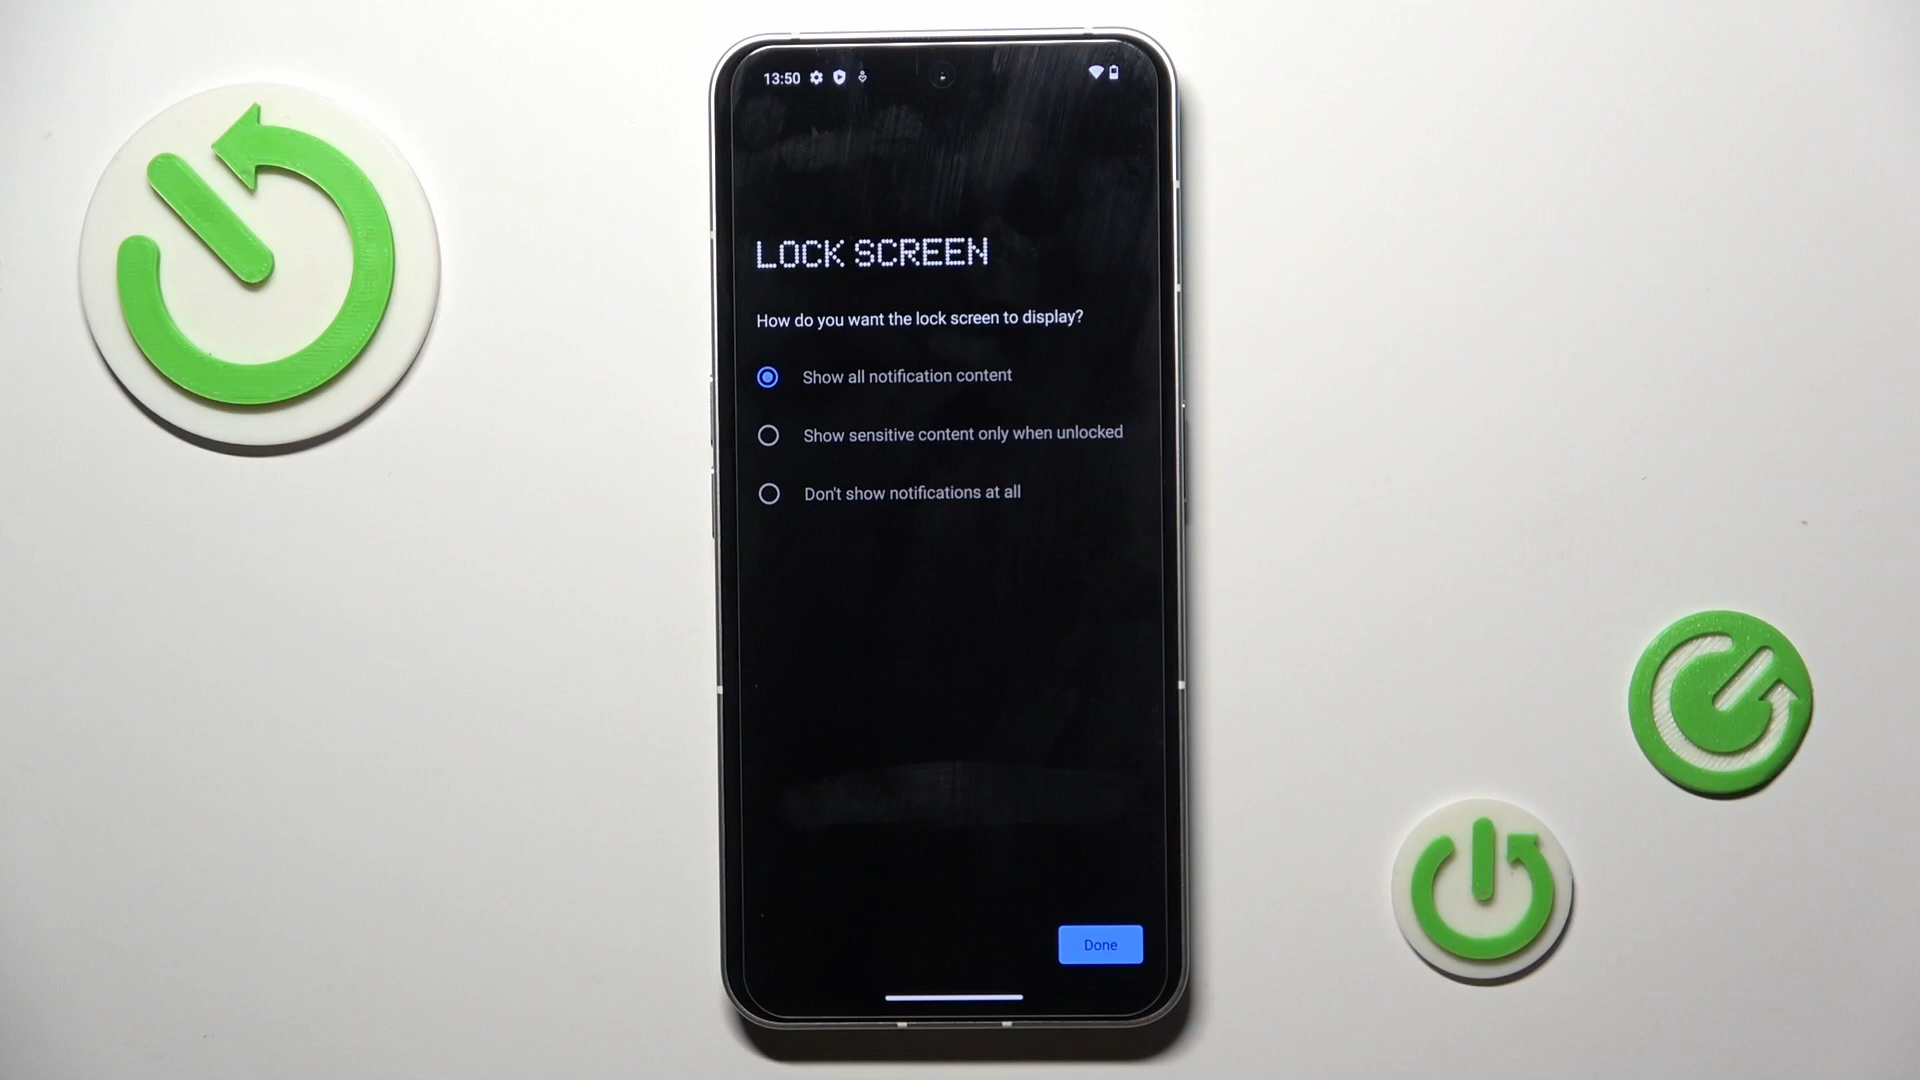 13:50
LOCK SCREEN
How do you want the lock screen to display?
Show all notification content
Show sensitive content only when unlocked
Don't show notifications at all
Done